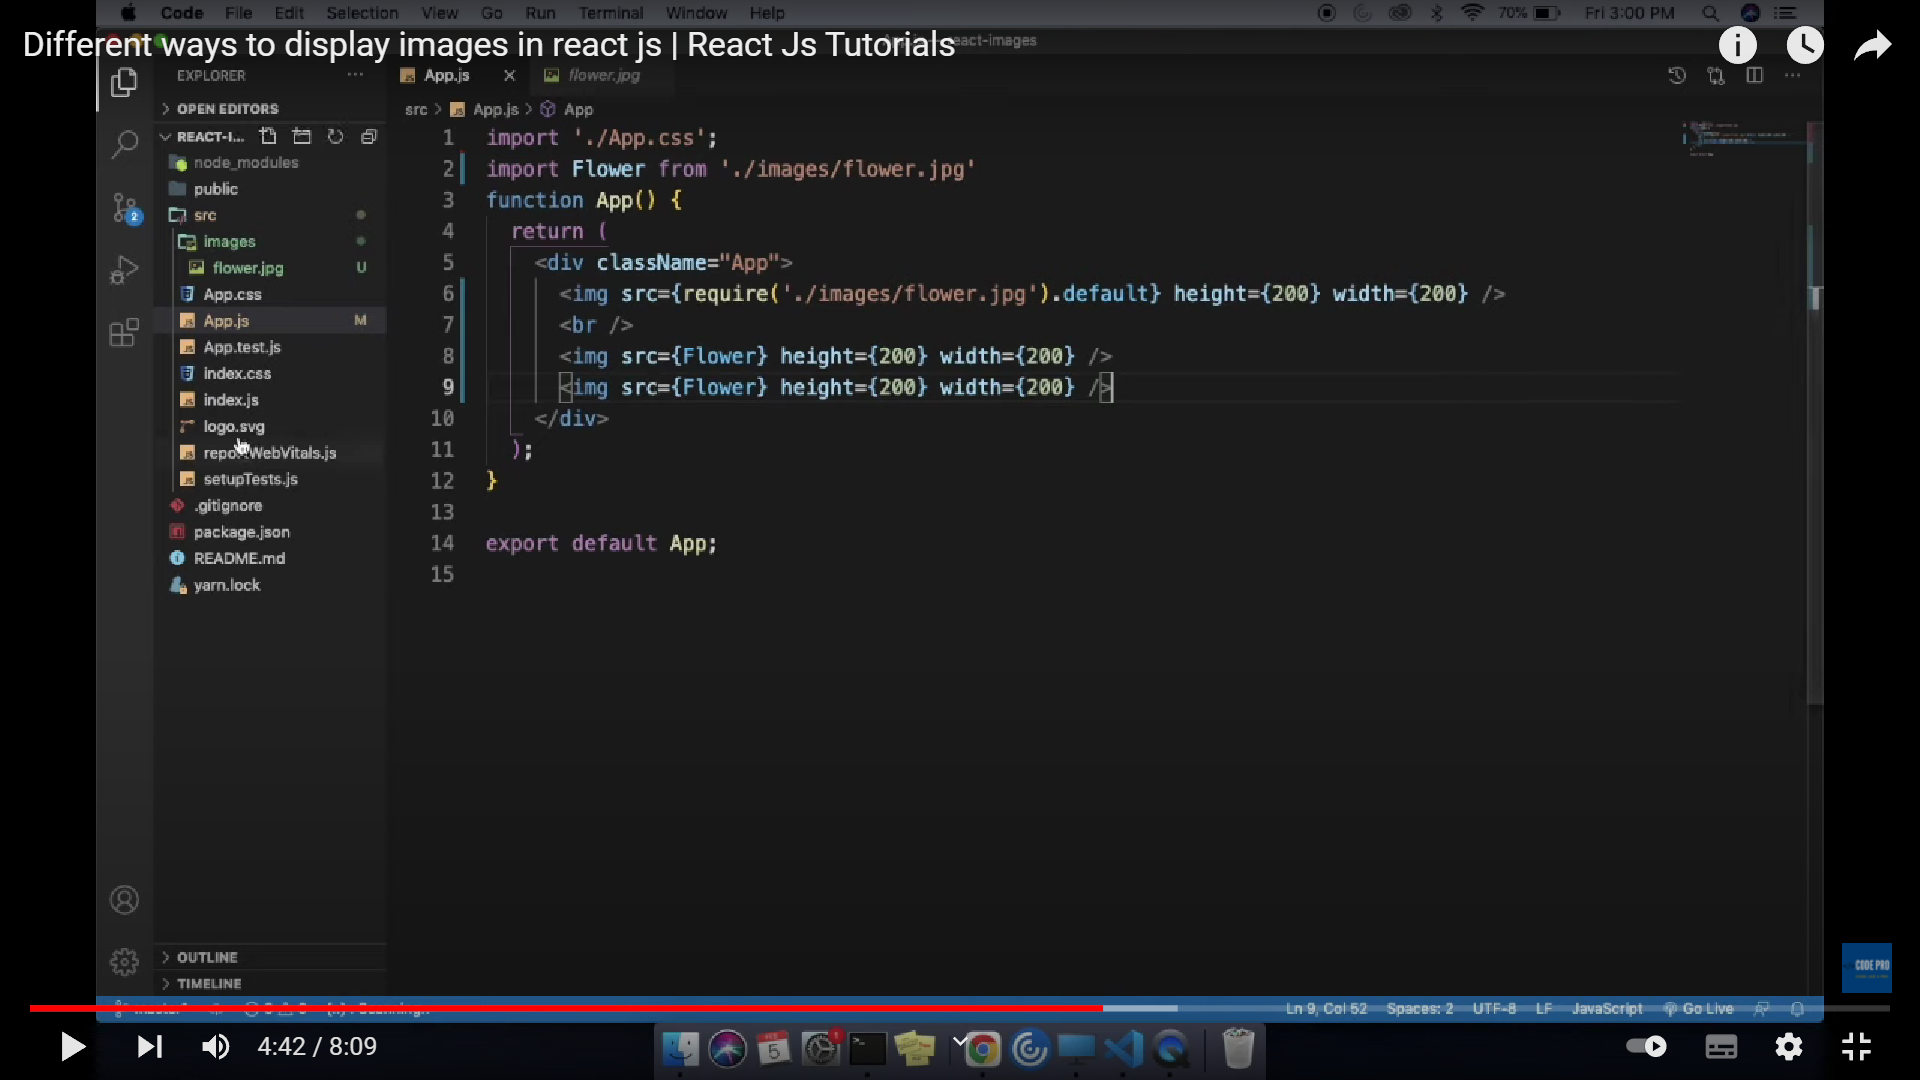 Code File Edit Selection View Go Run Terminal Window Help 70% Fri 3:00 PM
Different ways to display images in react js | React Js Tutorials
react-images
EXPLORER
App.js
flower.jpg
OPEN EDITORS
src > App.js > App
REACT-I...
node_modules
public
src
images
flower.jpg U
App.css
App.js M
App.test.js
index.css
index.js
logo.svg
reportWebVitals.js
setupTests.js
.gitignore
package.json
README.md
yarn.lock
2
1 import './App.css';
2 import Flower from './images/flower.jpg'
3 function App() {
4 return (
5 <div className="App">
6 <img src={require('./images/flower.jpg').default} height={200} width={200} />
7 <br />
8 <img src={Flower} height={200} width={200} />
9 <img src={Flower} height={200} width={200} />
10 </div>
11 );
12 }
13
14 export default App;
15
OUTLINE
TIMELINE
CODE PRO
Ln 9, Col 52 Spaces: 2 UTF-8 LF JavaScript Go Live
4:42 / 8:09
5
1